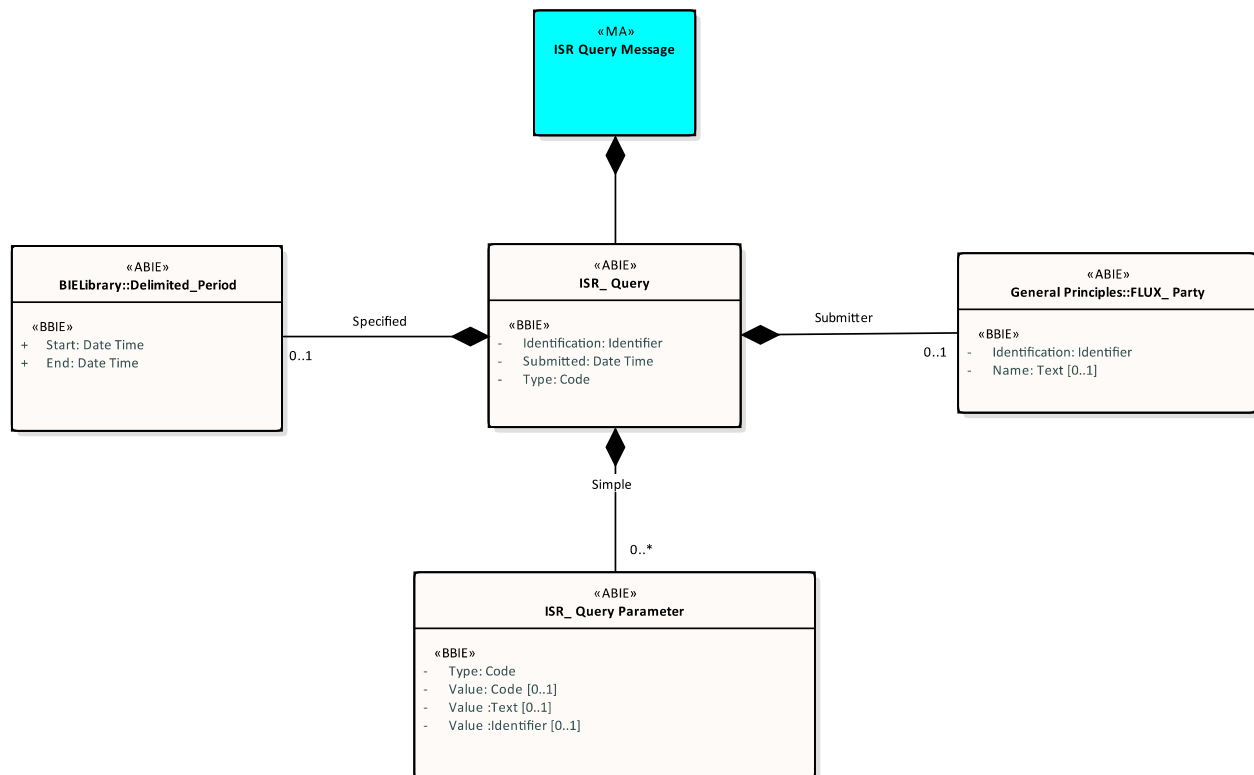 «MA»
ISR Query Message
«ABIE»
BIELibrary::Delimited_Period
«BBIE»
+ Start: Date Time
+ End: Date Time
Specified
0..1
«ABIE»
ISR_ Query
«BBIE»
- Identification: Identifier
- Submitted: Date Time
- Type: Code
Submitter
0..1
«ABIE»
General Principles::FLUX_ Party
«BBIE»
- Identification: Identifier
- Name: Text [0..1]
Simple
0..*
«ABIE»
ISR_ Query Parameter
«BBIE»
- Type: Code
- Value: Code [0..1]
- Value :Text [0..1]
- Value :Identifier [0..1]